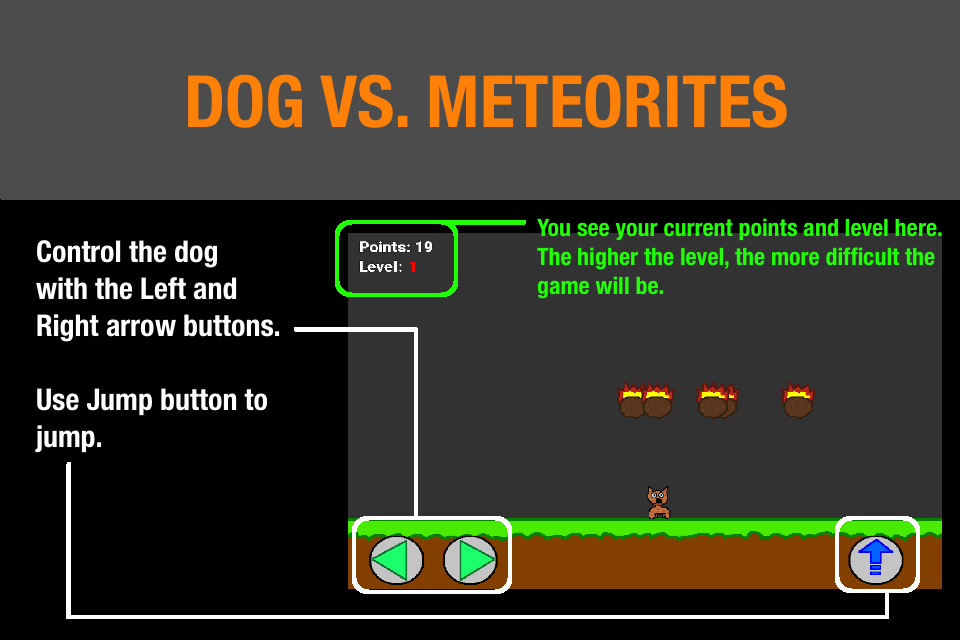 DOG VS. METEORITES
Control the dog
with the Left and
Right arrow buttons.
Use Jump button to
jump.
Points: 19
Level: 1
You see your current points and level here.
The higher the level, the more difficult the
game will be.